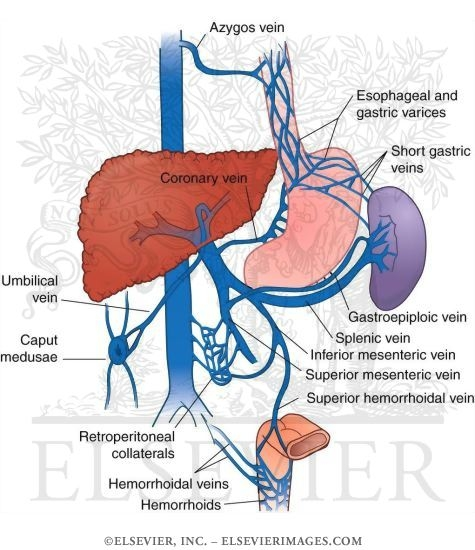 Azygos vein
Esophageal and
gastric varices
Short gastric
veins
Coronary vein
Umbilical
vein
Gastroepiploic vein
Splenic vein
Caput
medusae
Inferior mesenteric vein
Superior mesenteric vein
Superior hemorrhoidal vein
Retroperitoneal
collaterals
Hemorrhoidal veins
Hemorrhoids
ELSEVIER
©ELSEVIER, INC. – ELSEVIERIMAGES.COM